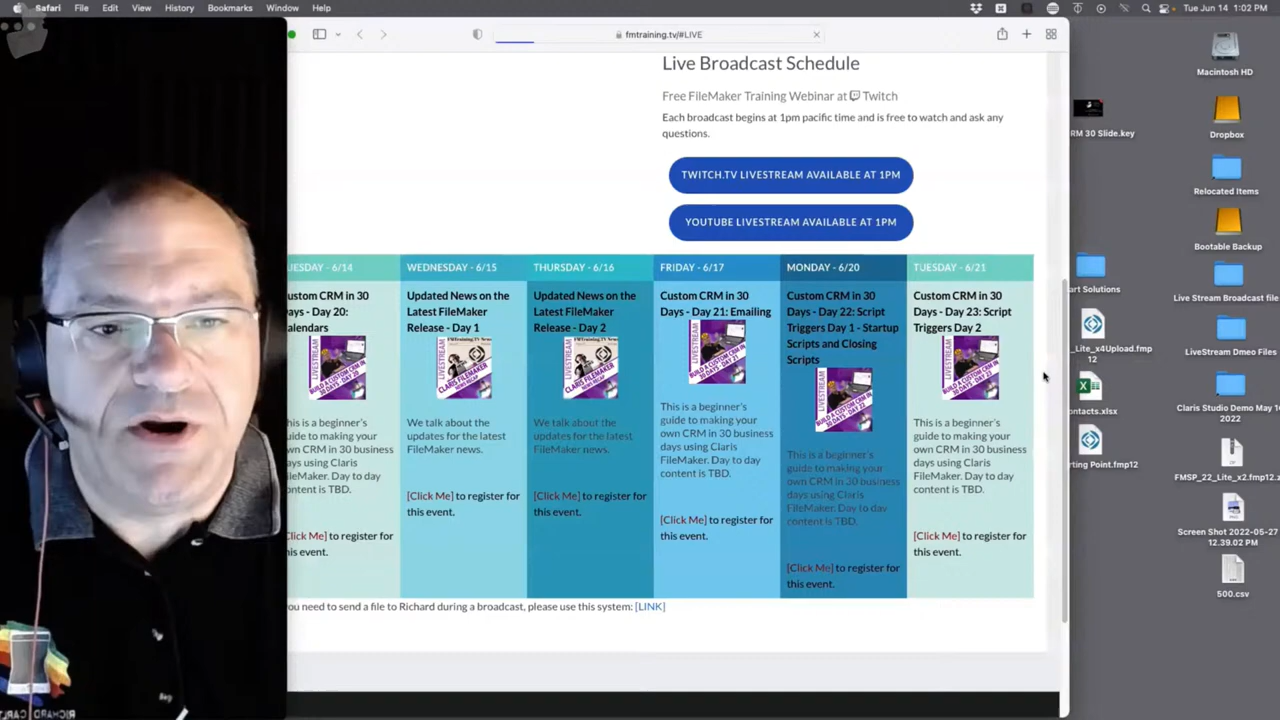 Safari File Edit View History Bookmarks Window Help
Tue Jun 14 1:02 PM
fmtraining.tv/#LIVE
Live Broadcast Schedule
Free FileMaker Training Webinar at Twitch
Each broadcast begins at 1pm pacific time and is free to watch and ask any
questions.
TWITCH.TV LIVESTREAM AVAILABLE AT 1PM
YOUTUBE LIVESTREAM AVAILABLE AT 1PM
UESDAY - 6/14
ustom CRM in 30
ays - Day 20:
alendars
his is a beginner's
uide to making your
wn CRM in 30 business
ays using Claris
ileMaker. Day to day
ontent is TBD.
Click Me] to register for
his event.
WEDNESDAY - 6/15
Updated News on the
Latest FileMaker
Release - Day 1
We talk about the
updates for the latest
FileMaker news.
[Click Me] to register for
this event.
THURSDAY - 6/16
Updated News on the
Latest FileMaker
Release - Day 2
We talk about the
updates for the latest
FileMaker news.
[Click Me] to register for
this event.
FRIDAY - 6/17
Custom CRM in 30
Days - Day 21: Emailing
This is a beginner's
guide to making your
own CRM in 30 business
days using Claris
FileMaker. Day to day
content is TBD.
[Click Me] to register for
this event.
MONDAY - 6/20
Custom CRM in 30
Days - Day 22: Script
Triggers Day 1 - Startup
Scripts and Closing
Scripts
This is a beginner's
guide to making your
own CRM in 30 business
days using Claris
FileMaker. Day to day
content is TBD.
[Click Me] to register for
this event.
TUESDAY - 6/21
Custom CRM in 30
Days - Day 23: Script
Triggers Day 2
This is a beginner's
guide to making your
own CRM in 30 business
days using Claris
FileMaker. Day to day
content is TBD.
[Click Me] to register for
this event.
ou need to send a file to Richard during a broadcast, please use this system: [LINK]
RM 30 Slide.key
art Solutions
_Lite_x4Upload.fmp
12
ontacts.xlsx
rting Point.fmp12
Macintosh HD
Dropbox
Relocated Items
Bootable Backup
Live Stream Broadcast file
LiveStream Dmeo Files
Claris Studio Demo May 1
2022
FMSP_22_Lite_x2.fmp12.z
Screen Shot 2022-05-27
12.39.02 PM
500.csv
RICHARD CARL